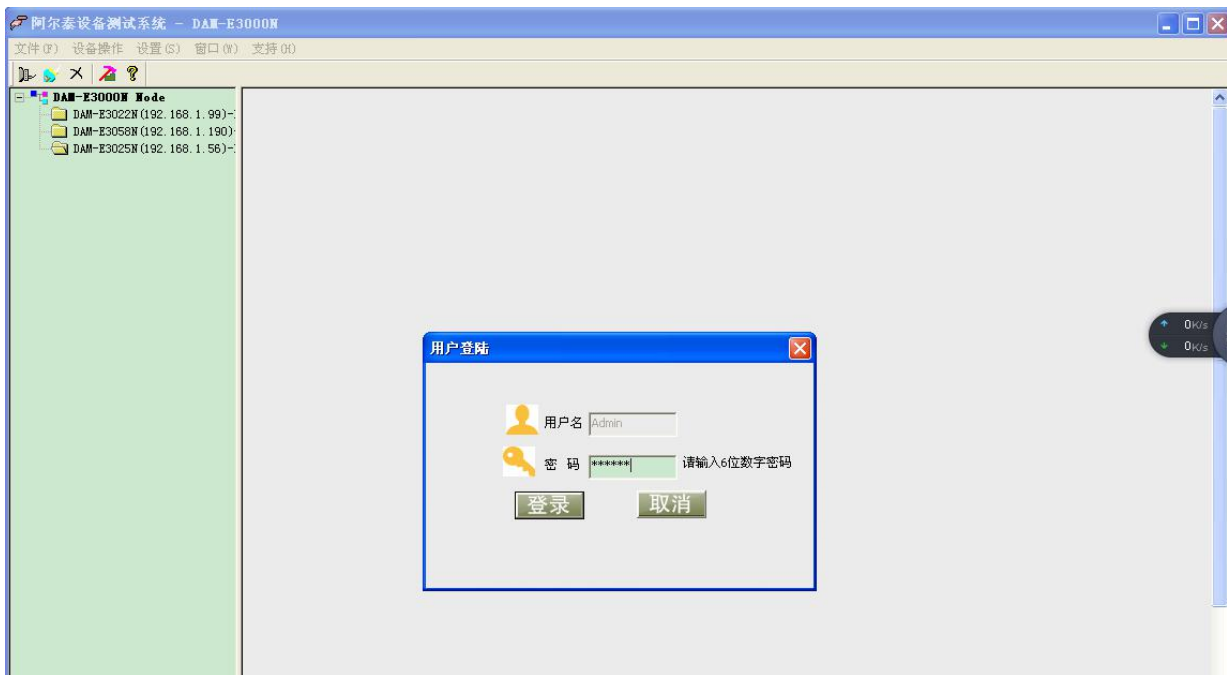 阿尔泰设备测试系统 - DAM-E3000N
文件(F) 设备操作 设置(S) 窗口(W) 支持(H)
DAM-E3000N Node
DAM-E3022N(192.168.1.99)-
DAM-E3058N(192.168.1.190)-
DAM-E3025N(192.168.1.56)-
0K/s
0K/s
用户登陆
用户名 Admin
密 码 ****** 请输入6位数字密码
登录 取消